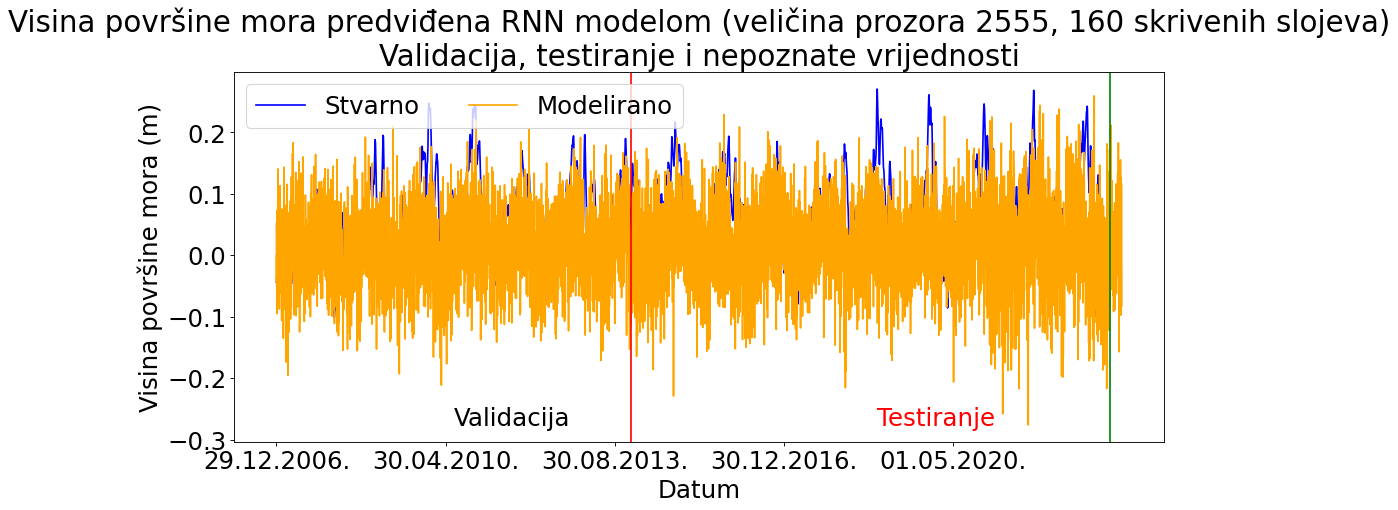 Visina površine mora predviđena RNN modelom (veličina prozora 2555, 160 skrivenih slojeva)
Validacija, testiranje i nepoznate vrijednosti
Stvarno
Modelirano
Visina površine mora (m)
0.2
0.1
0.0
−0.1
−0.2
−0.3
Validacija
Testiranje
29.12.2006.
30.04.2010.
30.08.2013.
30.12.2016.
01.05.2020.
Datum